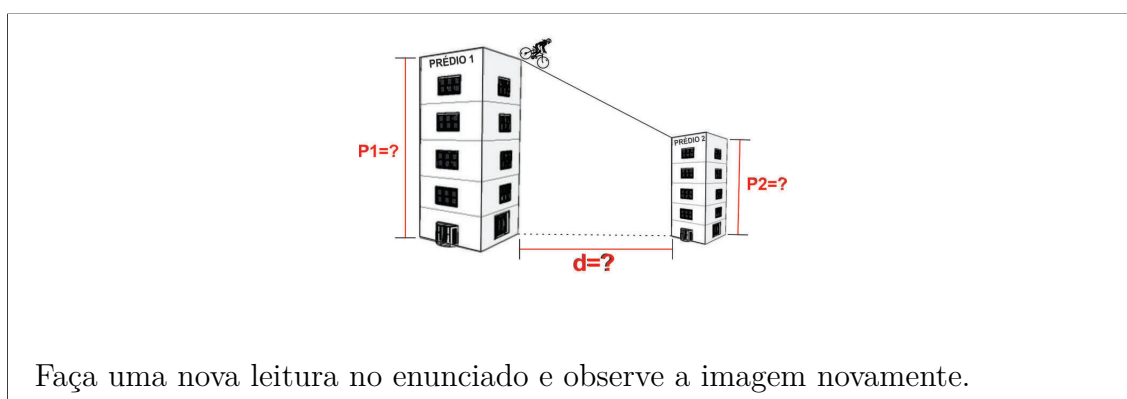 PRÉDIO 1
PRÉDIO 2
P1=?
P2=?
d=?
Faça uma nova leitura no enunciado e observe a imagem novamente.